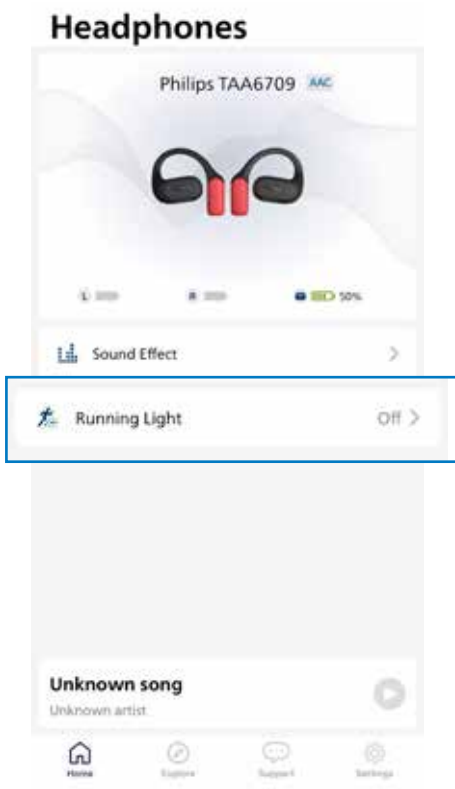 Headphones
Philips TAA6709 AAC
L R 50%
Sound Effect
Running Light Off
Unknown song
Unknown artist
Home Explore Support Settings